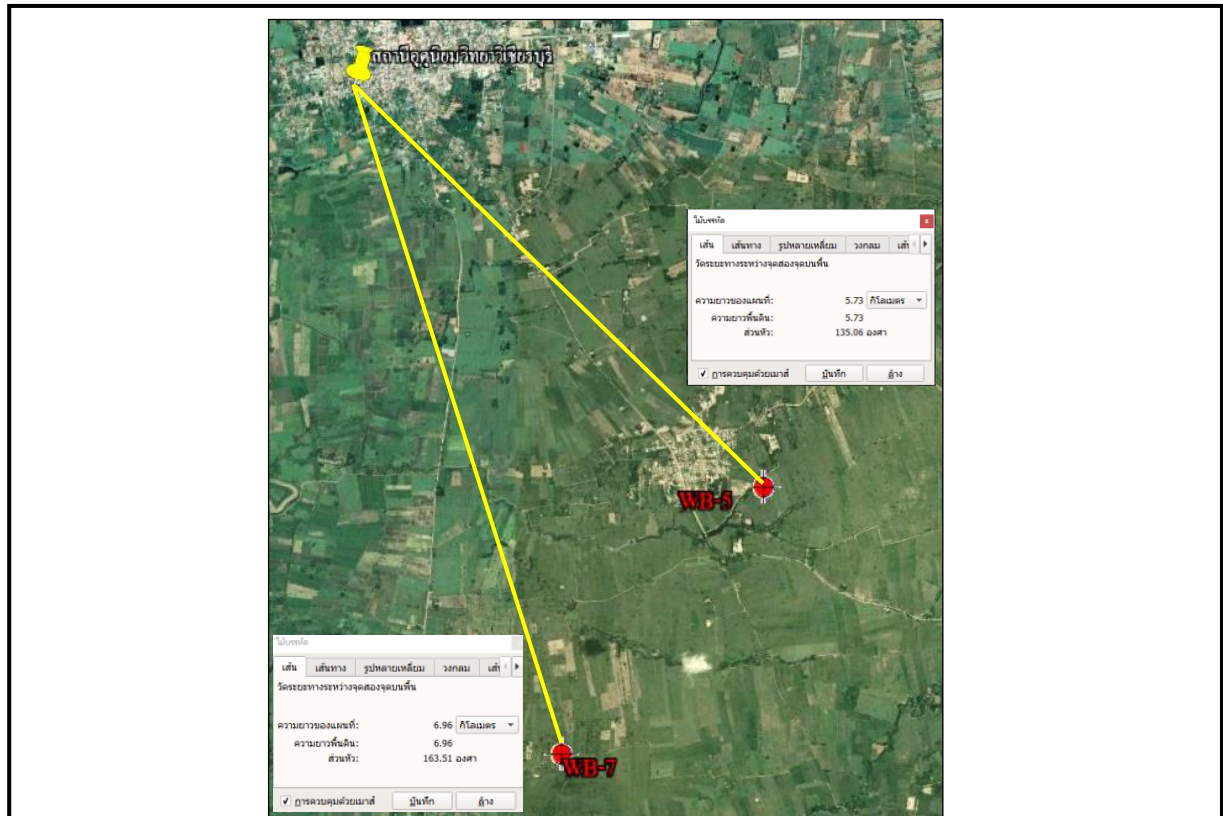 สถานีอุตุนิยมวิทยาวิเชียรบุรี
ไม้บรรทัด
x
เส้น เส้นทาง รูปหลายเหลี่ยม วงกลม เส้
วัดระยะทางระหว่างจุดสองจุดบนพื้น
ความยาวของแผนที่: 5.73 กิโลเมตร
ความยาวพื้นดิน: 5.73
ส่วนหัว: 135.06 องศา
การควบคุมด้วยเมาส์ บันทึก ล้าง
WB-5
ไม้บรรทัด
เส้น เส้นทาง รูปหลายเหลี่ยม วงกลม เส้
วัดระยะทางระหว่างจุดสองจุดบนพื้น
ความยาวของแผนที่: 6.96 กิโลเมตร
ความยาวพื้นดิน: 6.96
ส่วนหัว: 163.51 องศา
การควบคุมด้วยเมาส์ บันทึก ล้าง
WB-7